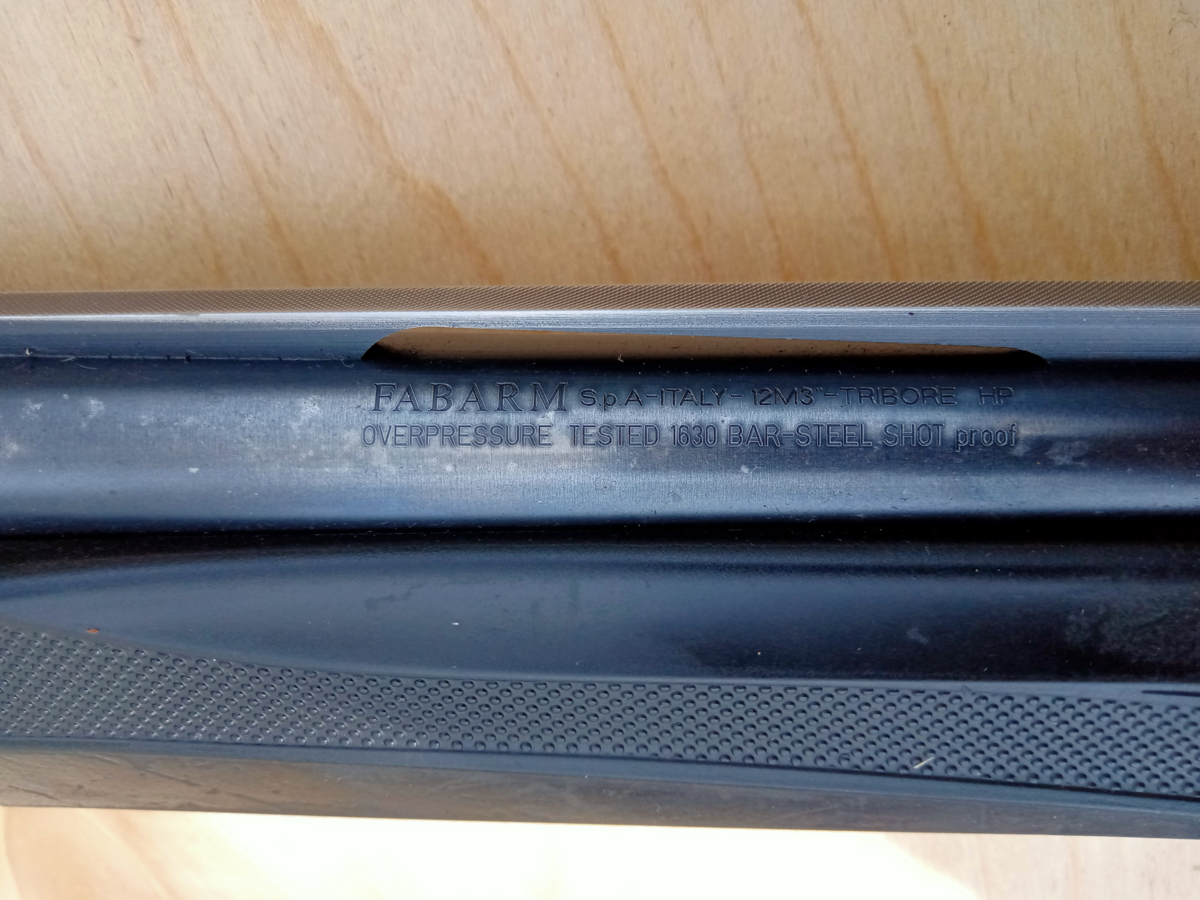 FABARM S.p.A-ITALY-12M3"-TRIBORE HP
OVERPRESSURE TESTED 1630 BAR-STEEL SHOT proof